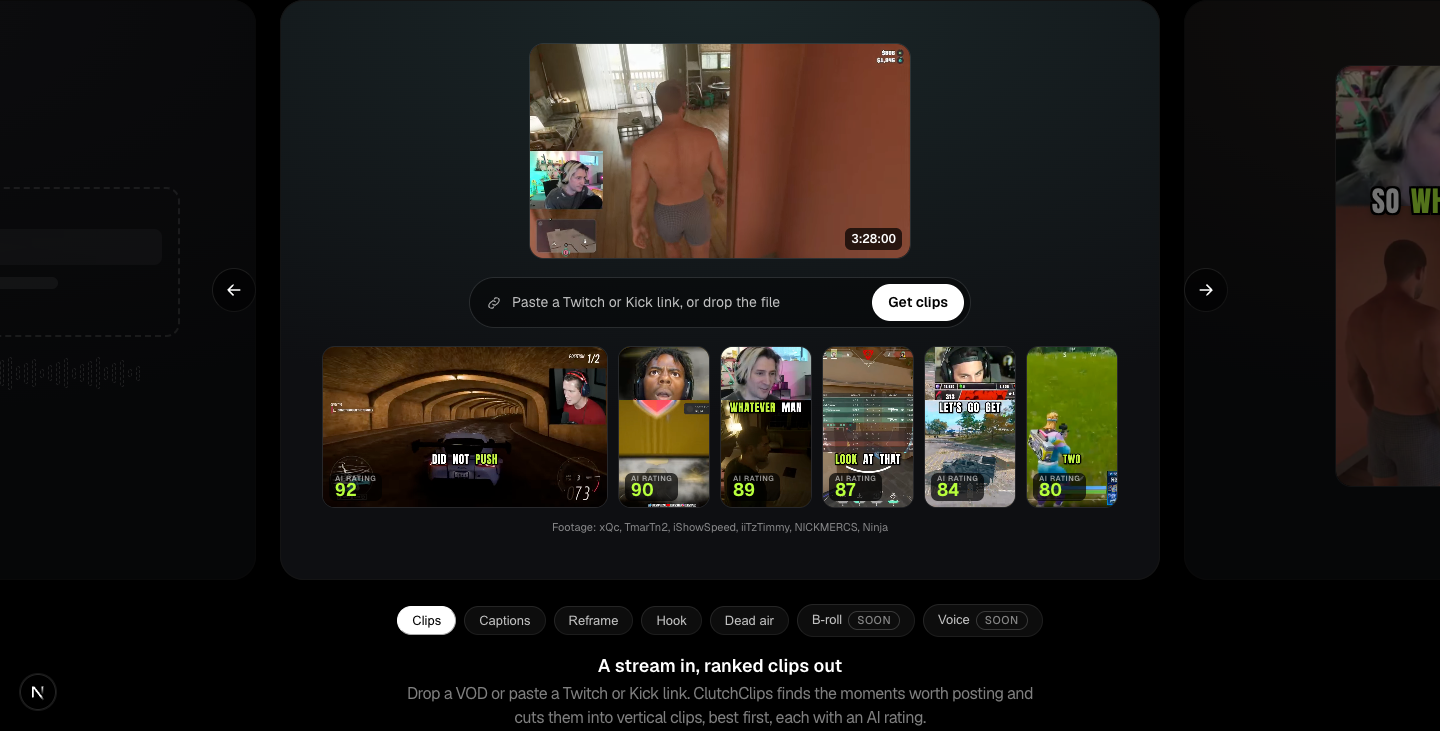 $1,845
3:28:00
SO
Paste a Twitch or Kick link, or drop the file
Get clips
1/2
DID NOT PUSH
AI RATING
92
AI RATING
90
WHATEVER MAN
AI RATING
89
LOOK AT THAT
AI RATING
87
313
LET'S GO GET
AI RATING
84
TWO
AI RATING
80
073
Footage: xQc, TmarTn2, iShowSpeed, iiTzTimmy, NICKMERCS, Ninja
Clips
Captions
Reframe
Hook
Dead air
B-roll SOON
Voice SOON
A stream in, ranked clips out
Drop a VOD or paste a Twitch or Kick link. ClutchClips finds the moments worth posting and
cuts them into vertical clips, best first, each with an AI rating.
N